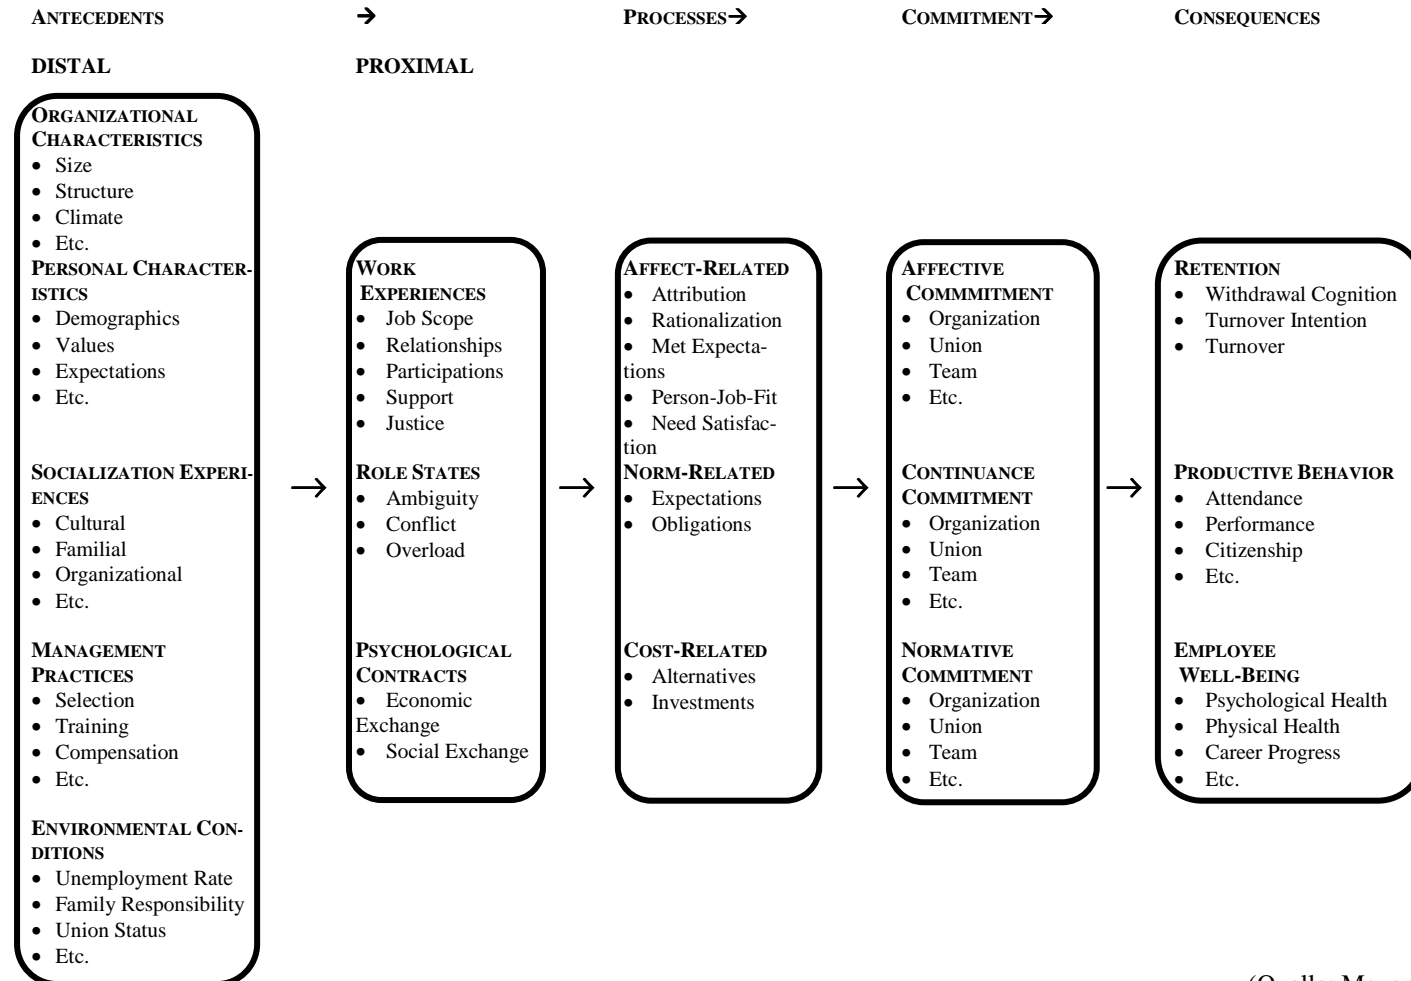 ANTECEDENTS → PROCESSES→ COMMITMENT→ CONSEQUENCES
DISTAL PROXIMAL
ORGANIZATIONAL
CHARACTERISTICS
• Size
• Structure
• Climate
• Etc.
PERSONAL CHARACTER-
ISTICS
• Demographics
• Values
• Expectations
• Etc.
SOCIALIZATION EXPERI-
ENCES
• Cultural
• Familial
• Organizational
• Etc.
MANAGEMENT
PRACTICES
• Selection
• Training
• Compensation
• Etc.
ENVIRONMENTAL CON-
DITIONS
• Unemployment Rate
• Family Responsibility
• Union Status
• Etc.
→
WORK
EXPERIENCES
• Job Scope
• Relationships
• Participations
• Support
• Justice
ROLE STATES
• Ambiguity
• Conflict
• Overload
PSYCHOLOGICAL
CONTRACTS
• Economic
Exchange
• Social Exchange
→
AFFECT-RELATED
• Attribution
• Rationalization
• Met Expecta-
tions
• Person-Job-Fit
• Need Satisfac-
tion
NORM-RELATED
• Expectations
• Obligations
COST-RELATED
• Alternatives
• Investments
→
AFFECTIVE
COMMMITMENT
• Organization
• Union
• Team
• Etc.
CONTINUANCE
COMMITMENT
• Organization
• Union
• Team
• Etc.
NORMATIVE
COMMITMENT
• Organization
• Union
• Team
• Etc.
→
RETENTION
• Withdrawal Cognition
• Turnover Intention
• Turnover
PRODUCTIVE BEHAVIOR
• Attendance
• Performance
• Citizenship
• Etc.
EMPLOYEE
WELL-BEING
• Psychological Health
• Physical Health
• Career Progress
• Etc.